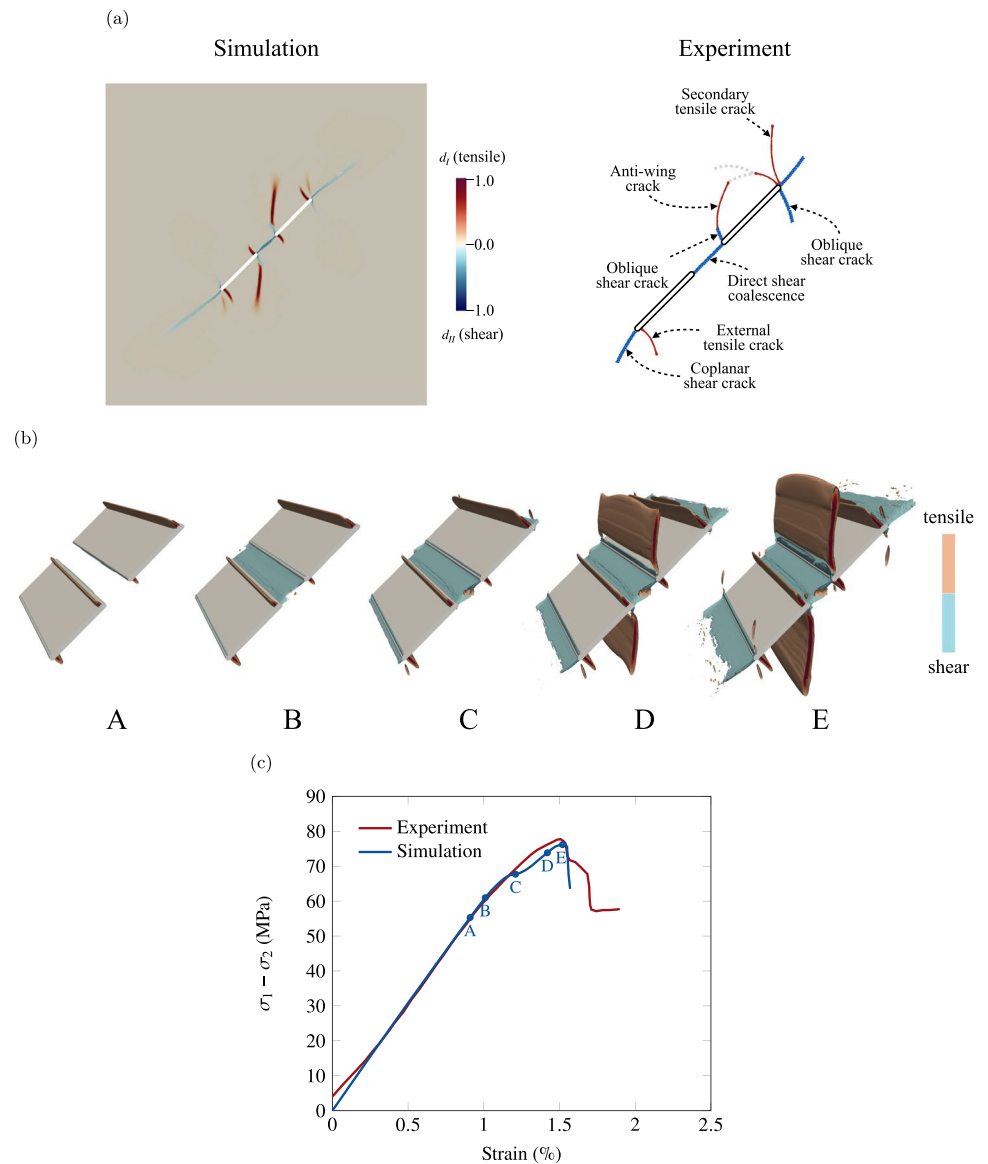 (a)
Simulation
Experiment
d_I (tensile)
1.0
0.0
1.0
d_II (shear)
Secondary
tensile crack
Anti-wing
crack
Oblique
shear crack
Oblique
shear crack
Direct shear
coalescence
External
tensile crack
Coplanar
shear crack
(b)
tensile
shear
A
B
C
D
E
(c)
90
80
70
60
50
40
30
20
10
0
σ1 − σ2 (MPa)
Experiment
Simulation
A
B
C
D
E
0
0.5
1
1.5
2
2.5
Strain (%)